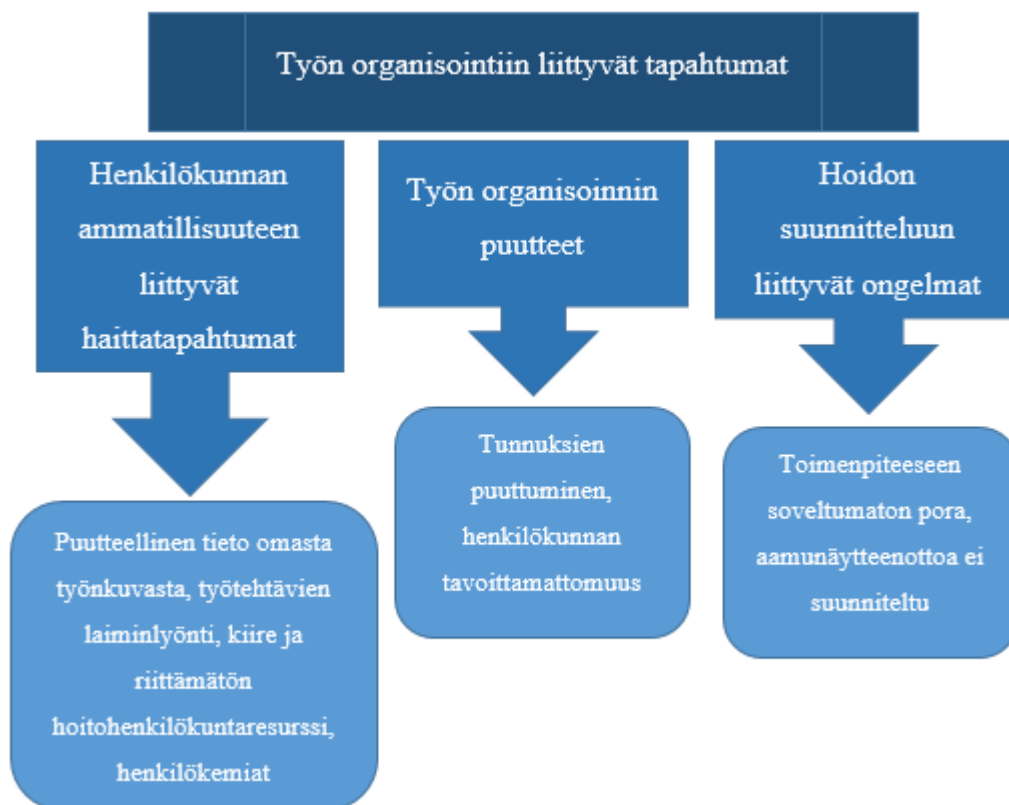 Työn organisointiin liittyvät tapahtumat
Henkilökunnan
ammatillisuuteen
liittyvät
haittatapahtumat
Työn organisoinnin
puutteet
Hoidon
suunnitteluun
liittyvät ongelmat
Puutteellinen tieto omasta
työnkuvasta, työtehtävien
laiminlyönti, kiire ja
riittämätön
hoitohenkilökuntaresurssi,
henkilökemiat
Tunnuksien
puuttuminen,
henkilökunnan
tavoittamattomuus
Toimenpiteeseen
soveltumaton pora,
aamunäytteenottoa ei
suunniteltu